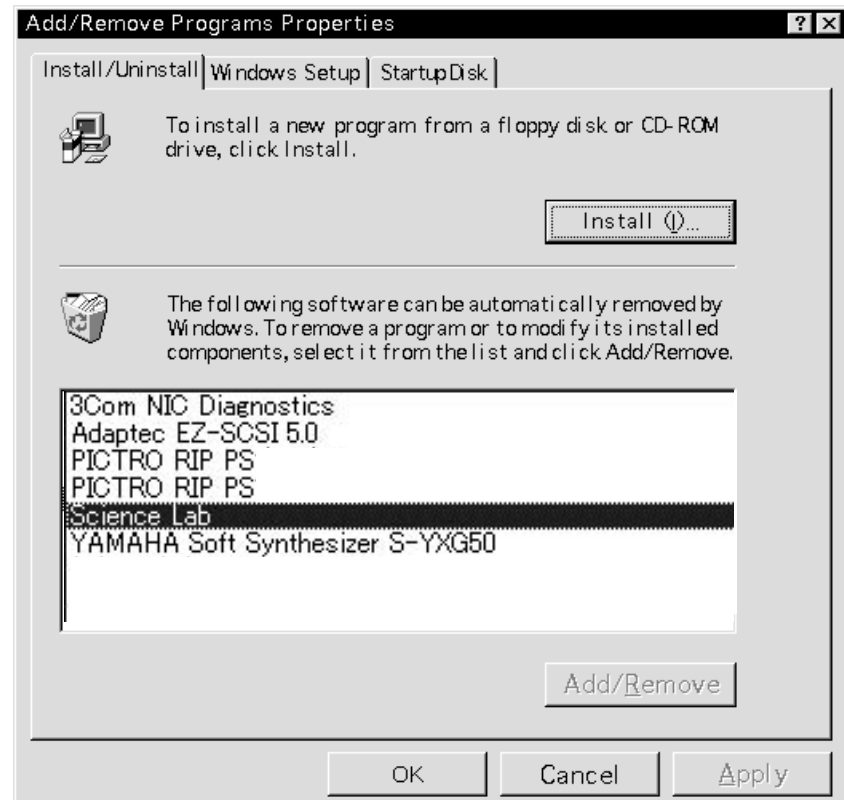 Add/Remove Programs Properties
Install/Uninstall Windows Setup Startup Disk
To install a new program from a floppy disk or CD-ROM
drive, click Install.
Install (I)...
The following software can be automatically removed by
Windows. To remove a program or to modify its installed
components, select it from the list and click Add/Remove.
3Com NIC Diagnostics
Adaptec EZ-SCSI 5.0
PICTRO RIP PS
PICTRO RIP PS
Science Lab
YAMAHA Soft Synthesizer S-YXG50
Add/Remove
OK Cancel Apply